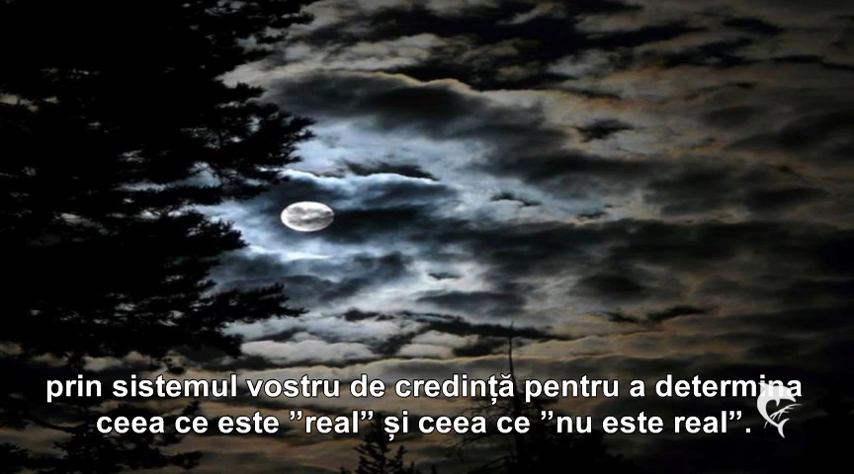 prin sistemul vostru de credință pentru a determina
ceea ce este ”real” și ceea ce ”nu este real”.